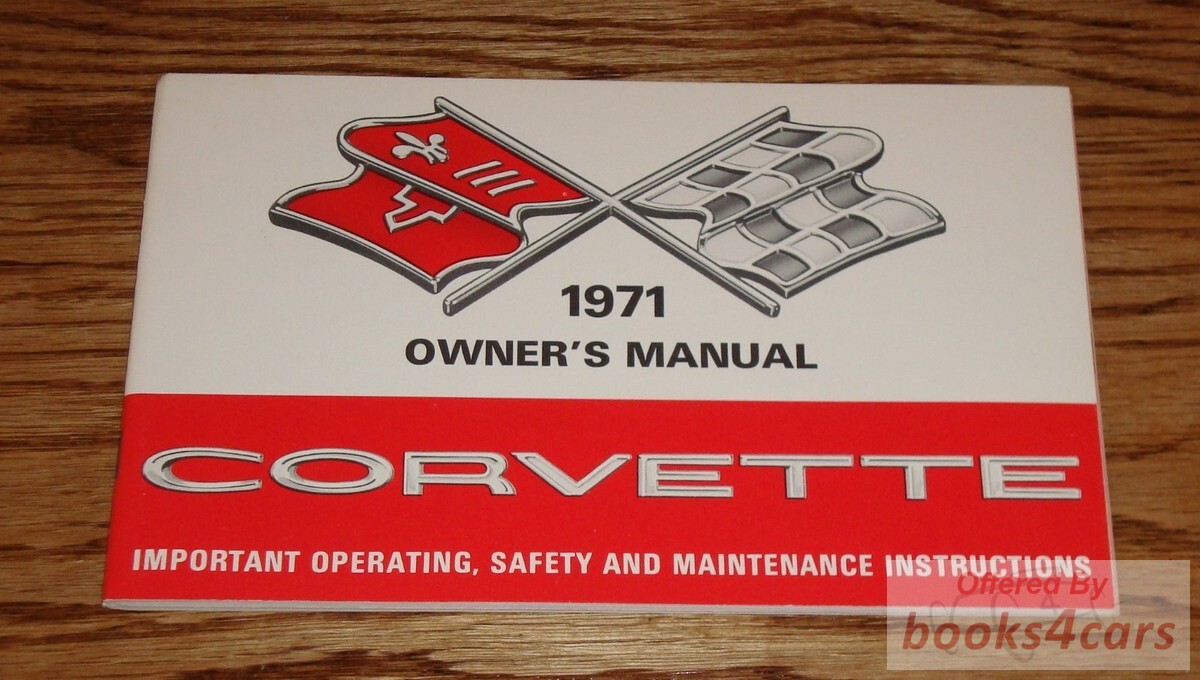 1971
OWNER'S MANUAL
CORVETTE
IMPORTANT OPERATING, SAFETY AND MAINTENANCE INSTRUCTIONS
Offered By
books4cars